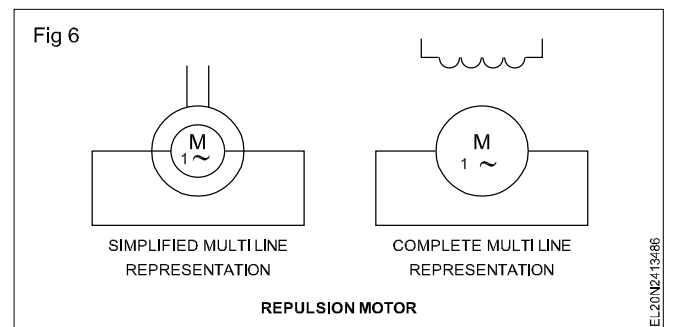 Fig 6
M
1 ~
M
1 ~
SIMPLIFIED MULTI LINE
REPRESENTATION
COMPLETE MULTI LINE
REPRESENTATION
REPULSION MOTOR
EL20N2413486